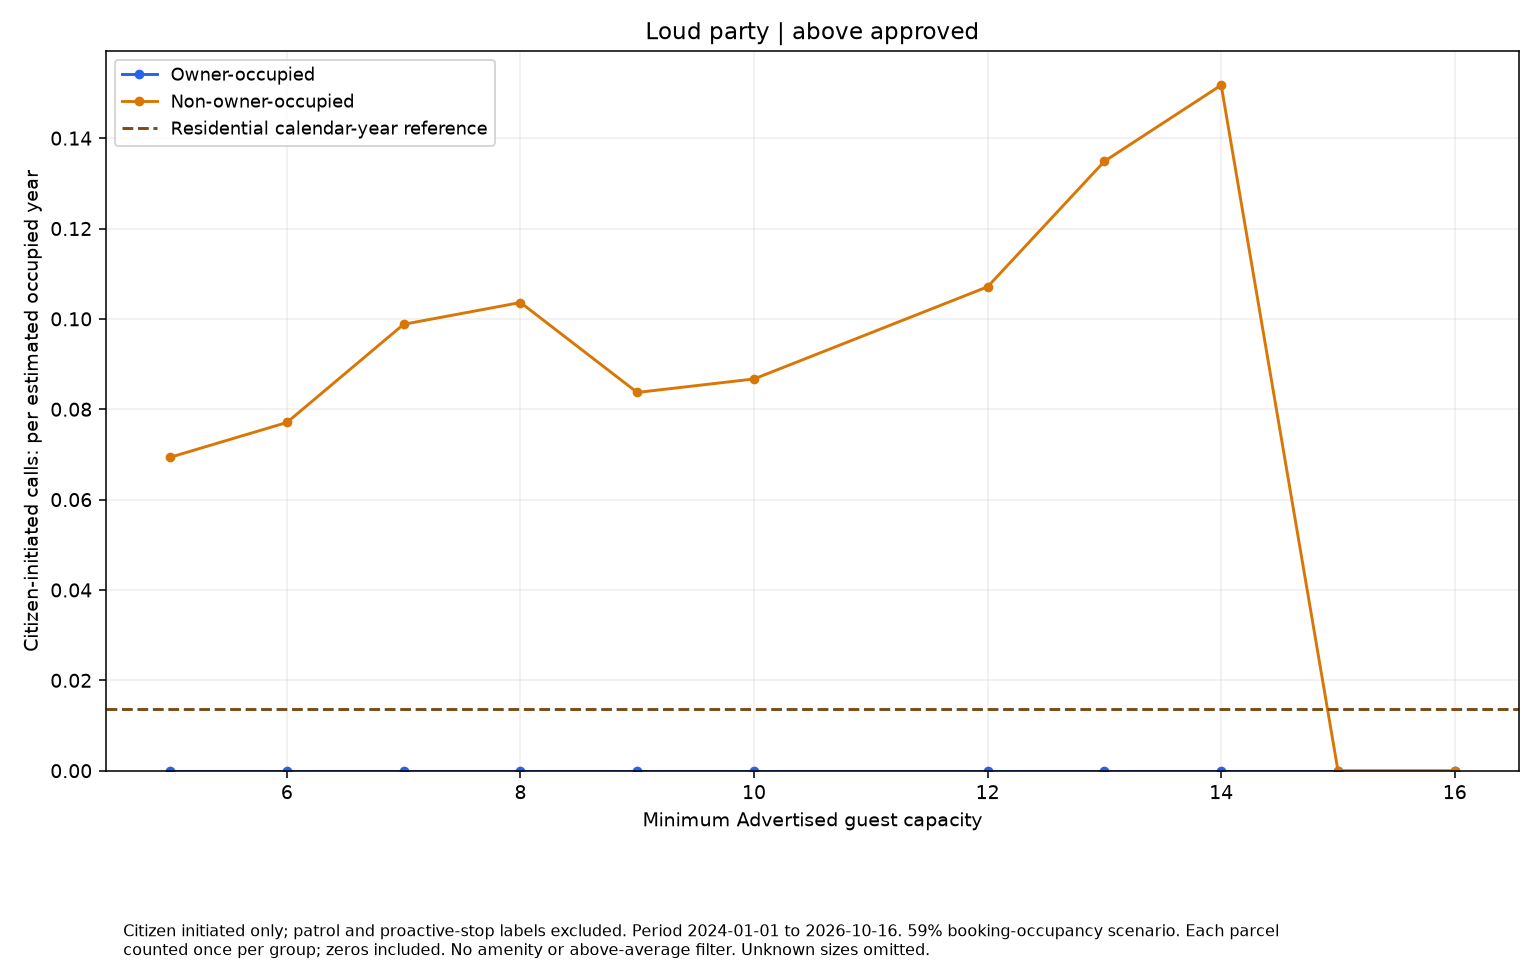 Loud party | above approved
Owner-occupied
Non-owner-occupied
Residential calendar-year reference
Citizen-initiated calls: per estimated occupied year
0.14
0.12
0.10
0.08
0.06
0.04
0.02
0.00
6 8 10 12 14 16
Minimum Advertised guest capacity
Citizen initiated only; patrol and proactive-stop labels excluded. Period 2024-01-01 to 2026-10-16. 59% booking-occupancy scenario. Each parcel
counted once per group; zeros included. No amenity or above-average filter. Unknown sizes omitted.